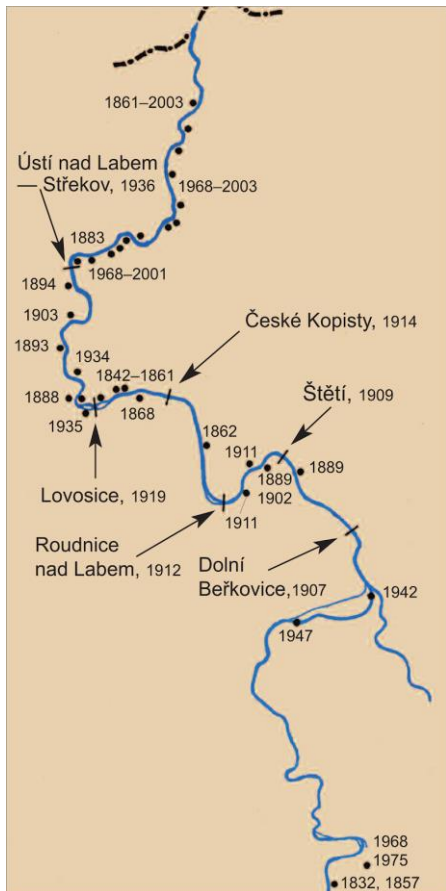 1861–2003
Ústí nad Labem
— Střekov, 1936
1968–2003
1883
1968–2001
1894
1903
České Kopisty, 1914
1893
1934
1842–1861
Štětí, 1909
1888
1868
1935
1862
1911
1889
1889
Lovosice, 1919
1902
1911
Roudnice
nad Labem, 1912
Dolní
Beřkovice,1907
1942
1947
1968
1975
1832, 1857